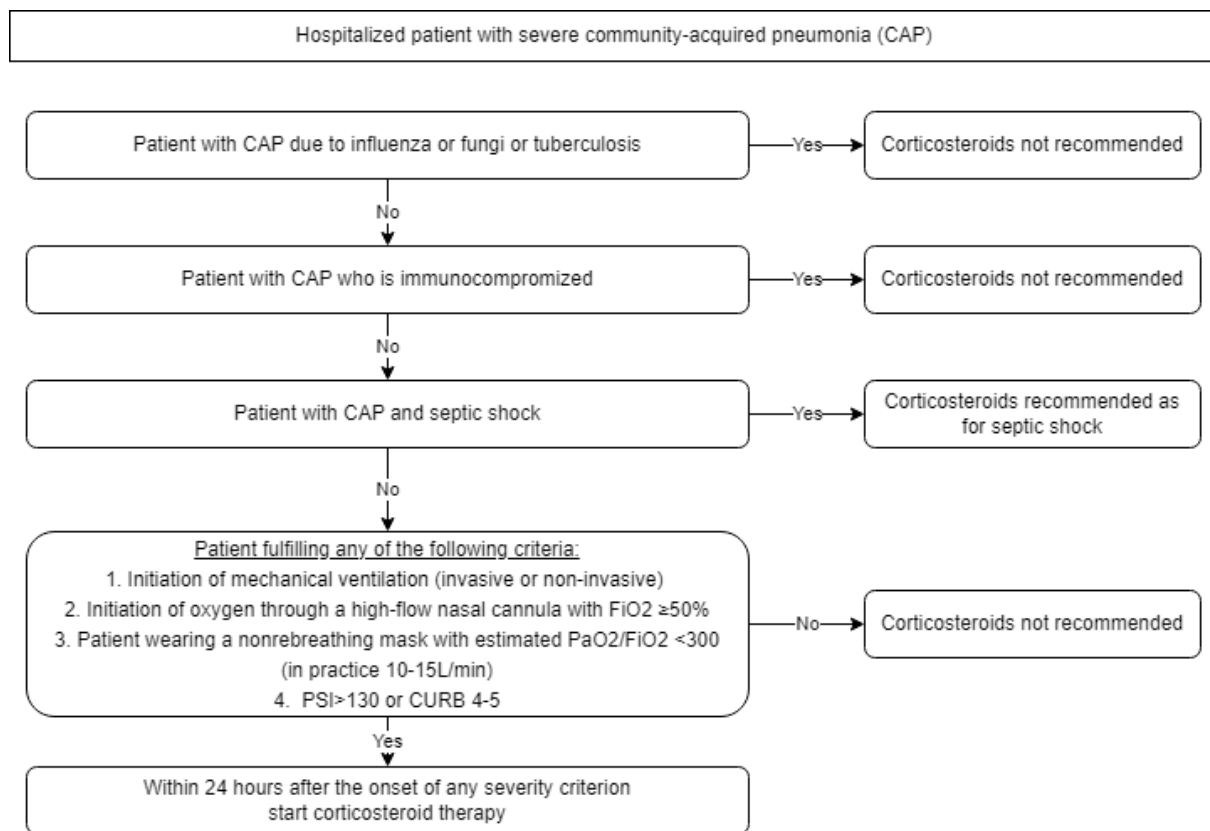 Hospitalized patient with severe community-acquired pneumonia (CAP)
Patient with CAP due to influenza or fungi or tuberculosis
Yes
Corticosteroids not recommended
No
Patient with CAP who is immunocompromized
Yes
Corticosteroids not recommended
No
Patient with CAP and septic shock
Yes
Corticosteroids recommended as
for septic shock
No
Patient fulfilling any of the following criteria:
1. Initiation of mechanical ventilation (invasive or non-invasive)
2. Initiation of oxygen through a high-flow nasal cannula with FiO2 ≥50%
3. Patient wearing a nonrebreathing mask with estimated PaO2/FiO2 <300
(in practice 10-15L/min)
4. PSI>130 or CURB 4-5
No
Corticosteroids not recommended
Yes
Within 24 hours after the onset of any severity criterion
start corticosteroid therapy